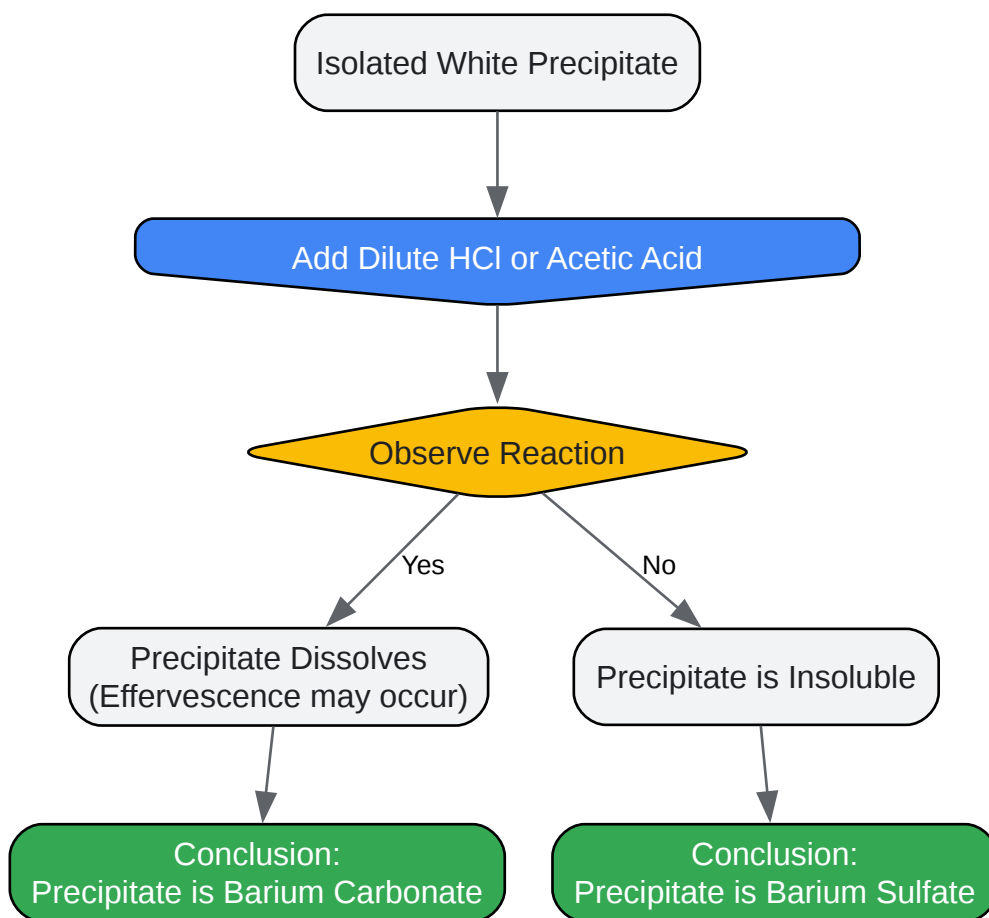 Isolated White Precipitate
Add Dilute HCl or Acetic Acid
Observe Reaction
Yes
No
Precipitate Dissolves
(Effervescence may occur)
Precipitate is Insoluble
Conclusion:
Precipitate is Barium Carbonate
Conclusion:
Precipitate is Barium Sulfate